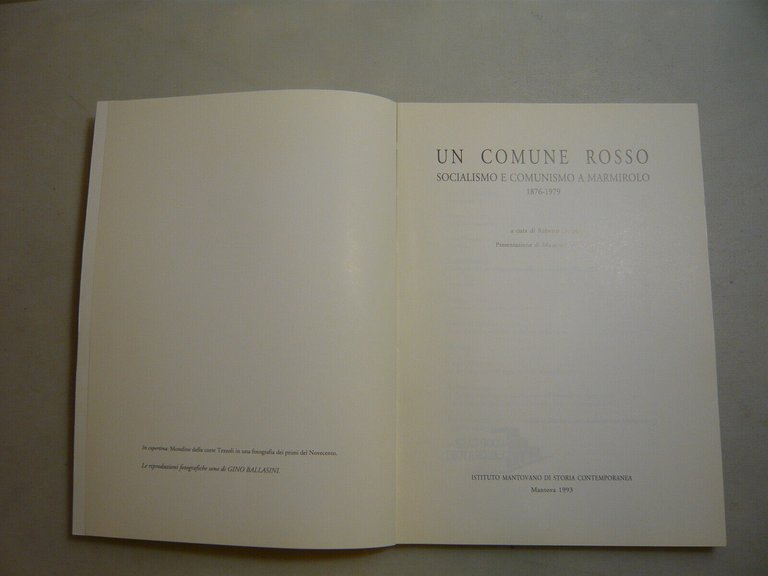 In copertina: Mondine della corte Tezzoli in una fotografia dei primi del Novecento.
Le riproduzioni fotografiche sono di GINO BALLASINI.
UN COMUNE ROSSO
SOCIALISMO E COMUNISMO A MARMIROLO
1876-1979
a cura di Roberto
Presentazione di
ISTITUTO MANTOVANO DI STORIA CONTEMPORANEA
Mantova 1993